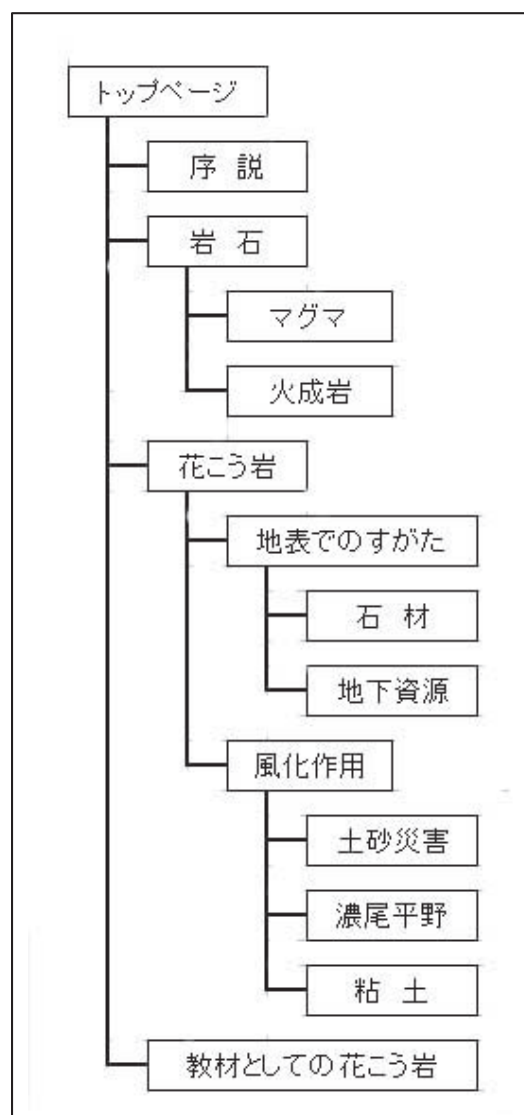 トップページ
序 説
岩 石
マグマ
火成岩
花こう岩
地表でのすがた
石 材
地下資源
風化作用
土砂災害
濃尾平野
粘 土
教材としての花こう岩